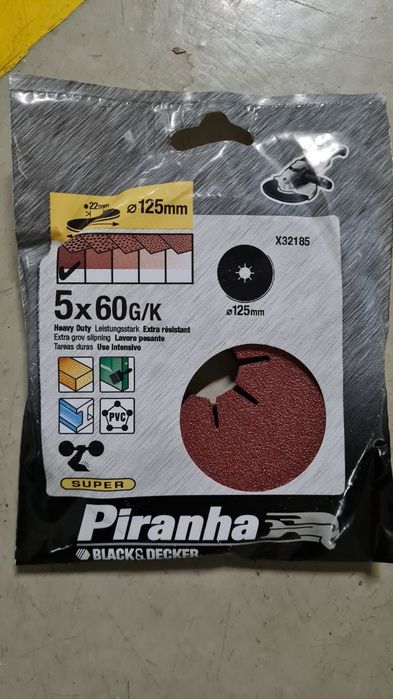 22mm
ø125mm
X32185
5x60G/K
ø125mm
Heavy Duty Leistungsstark Extra résistant
Extra grov slipning Lavoro pesante
Tareas duras Uso Intensivo
PVC
SUPER
Piranha
BLACK&DECKER